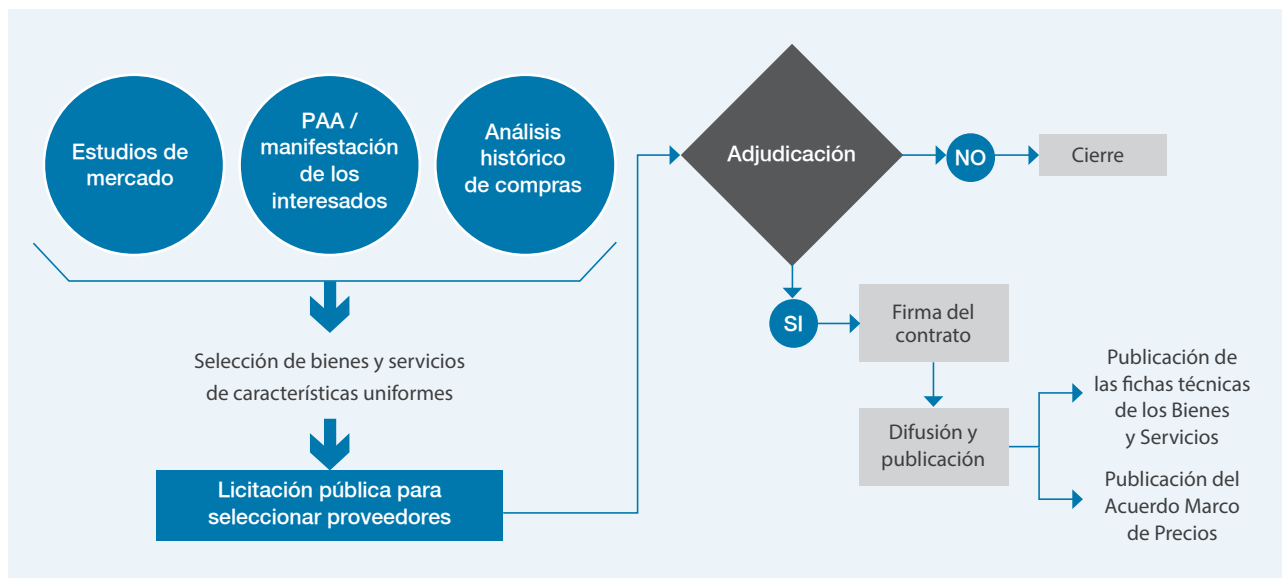 Estudios de
mercado
PAA /
manifestación
de los
interesados
Análisis
histórico
de compras
Selección de bienes y servicios
de características uniformes
Licitación pública para
seleccionar proveedores
Adjudicación
NO
Cierre
SI
Firma del
contrato
Difusión y
publicación
Publicación de
las fichas técnicas
de los Bienes
y Servicios
Publicación del
Acuerdo Marco
de Precios